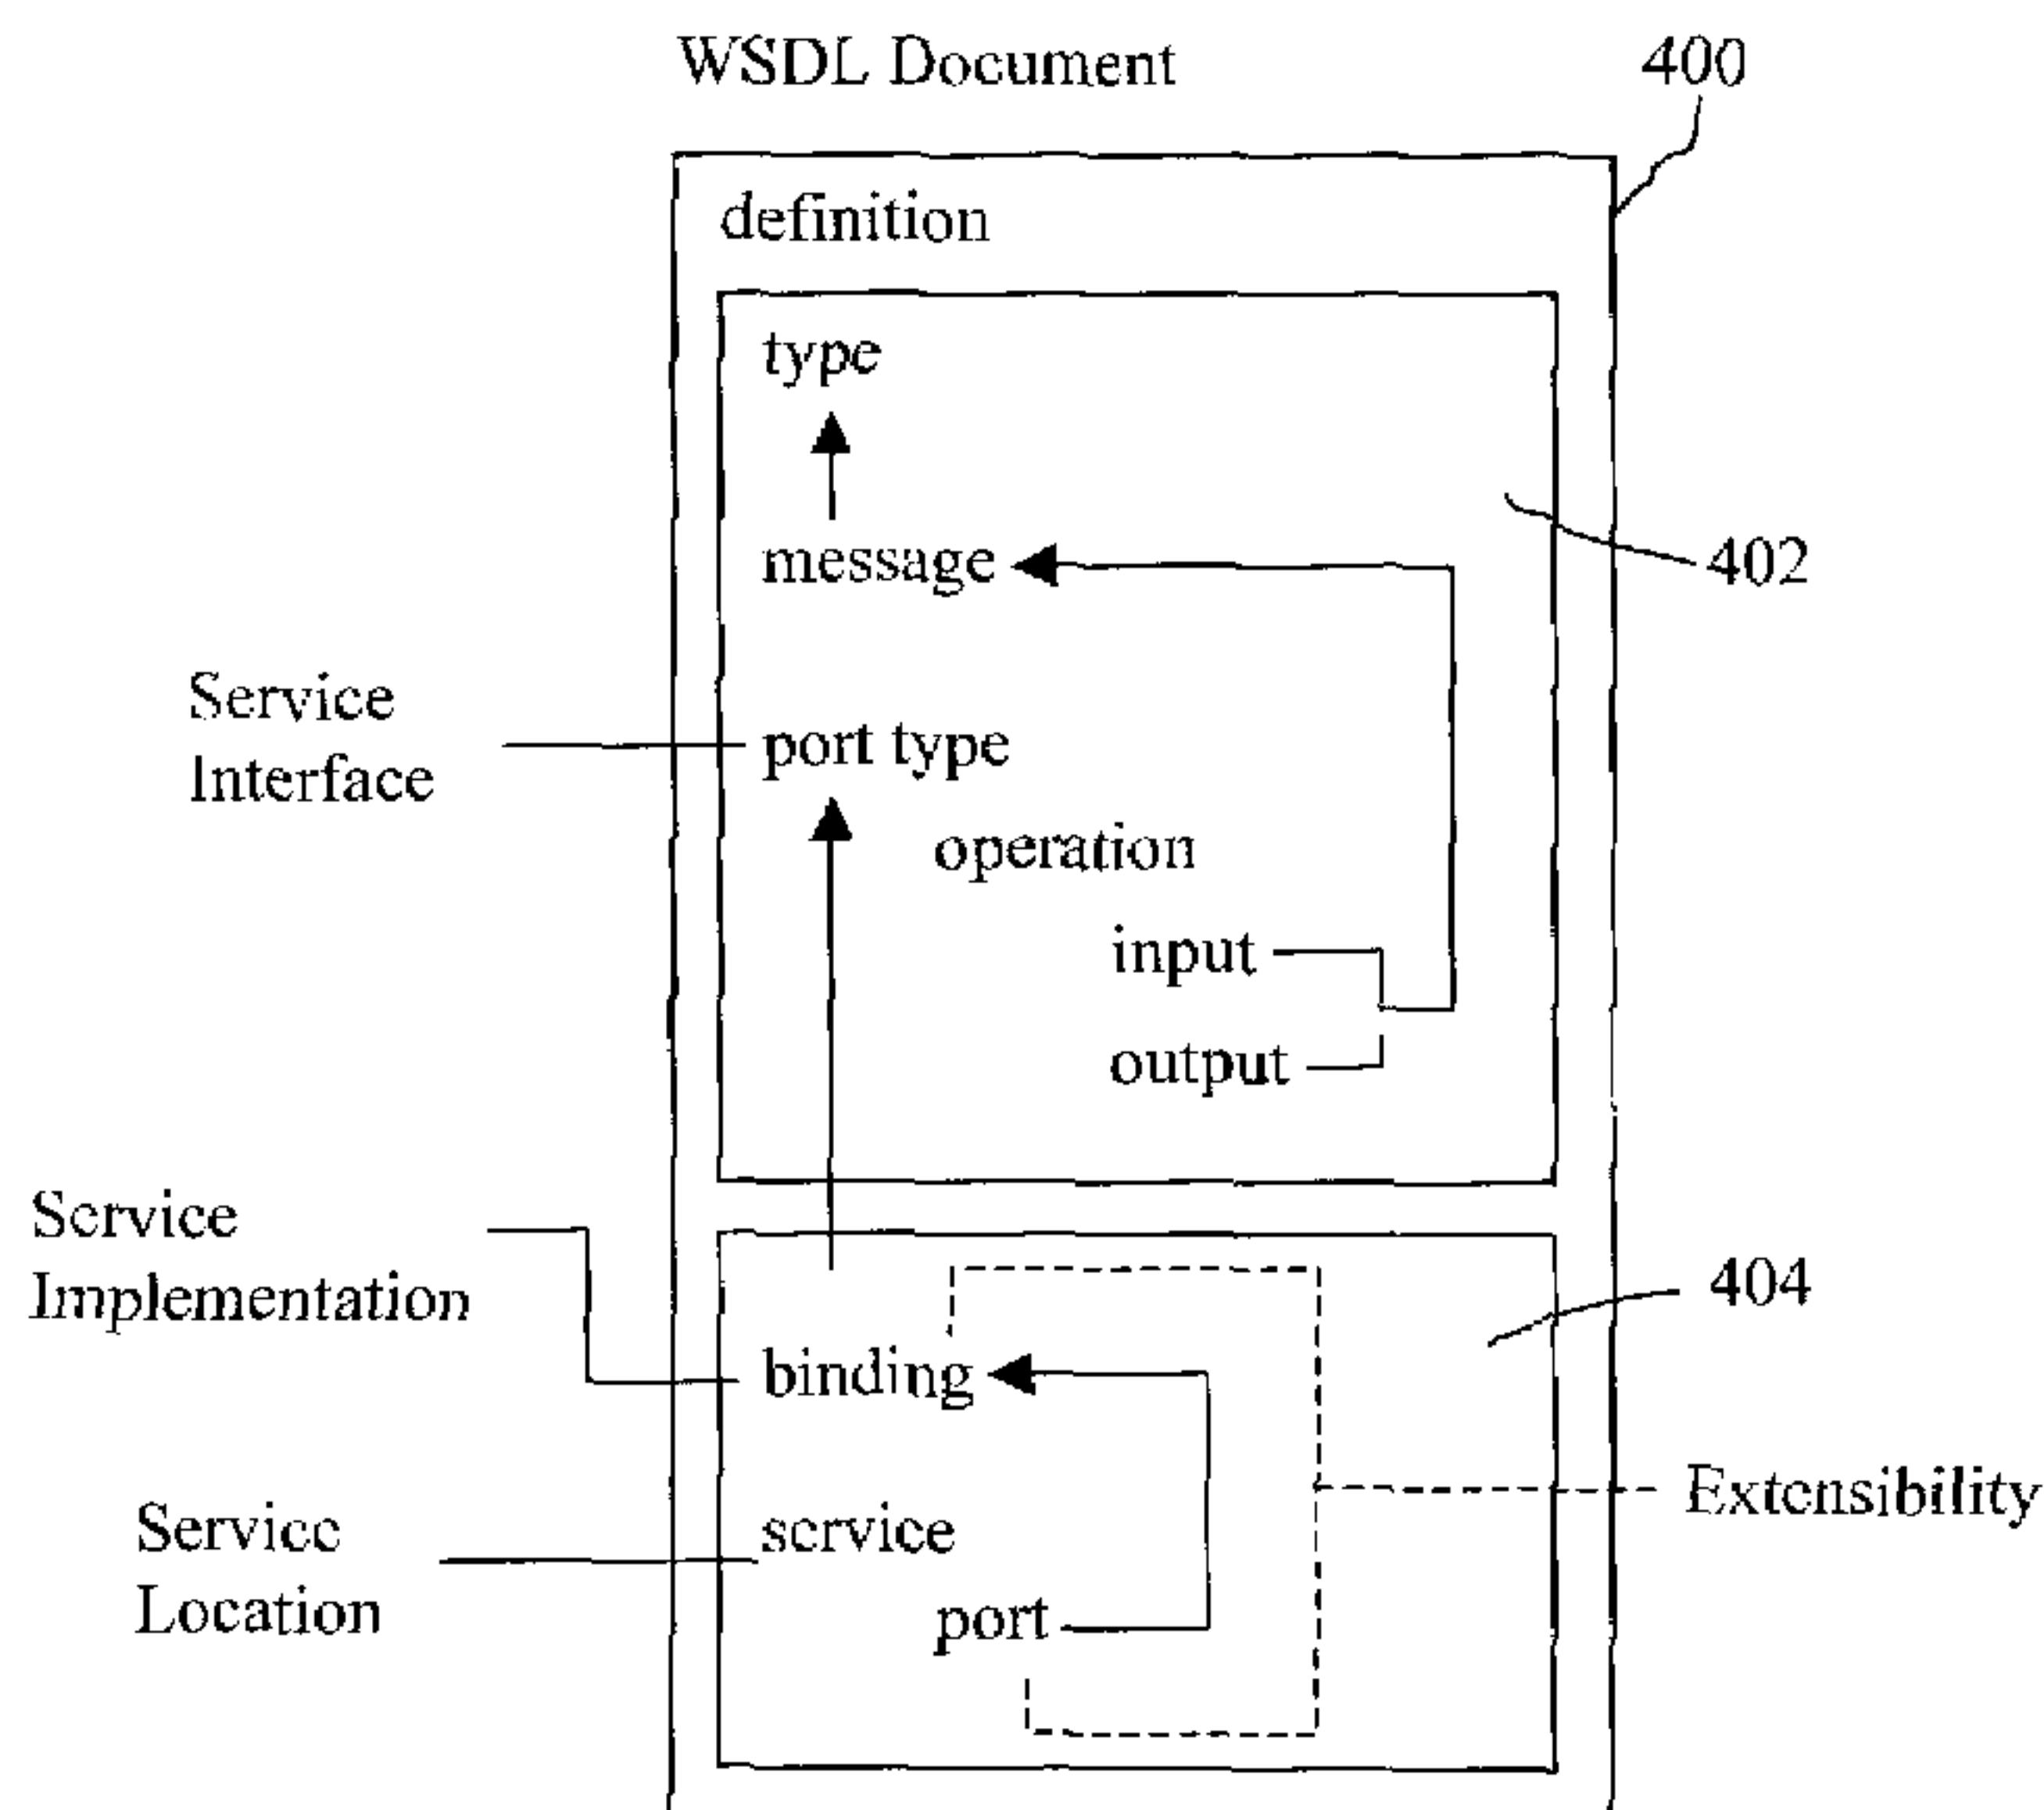 WSDL Document
400
definition
type
message
402
Service
Interface
port type
operation
input
output
Service
Implementation
404
binding
Extensibility
Service
Location
service
port